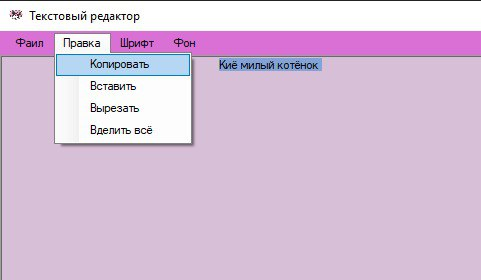 Текстовый редактор
Фаил Правка Шрифт Фон
Копировать
Киё милый котёнок
Вставить
Вырезать
Вделить всё